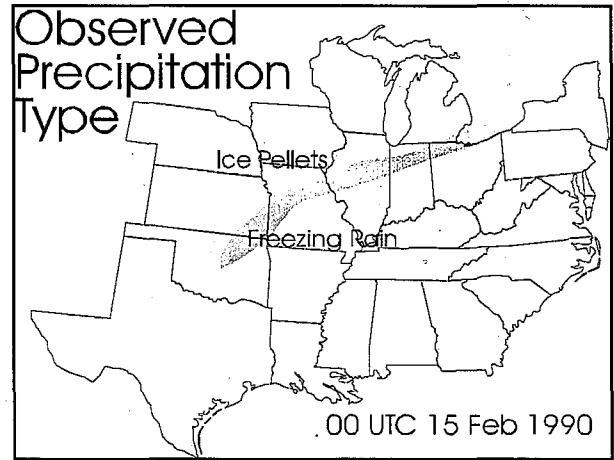 Observed
Precipitation
Type
Ice Pellets
Freezing Rain
00 UTC 15 Feb 1990